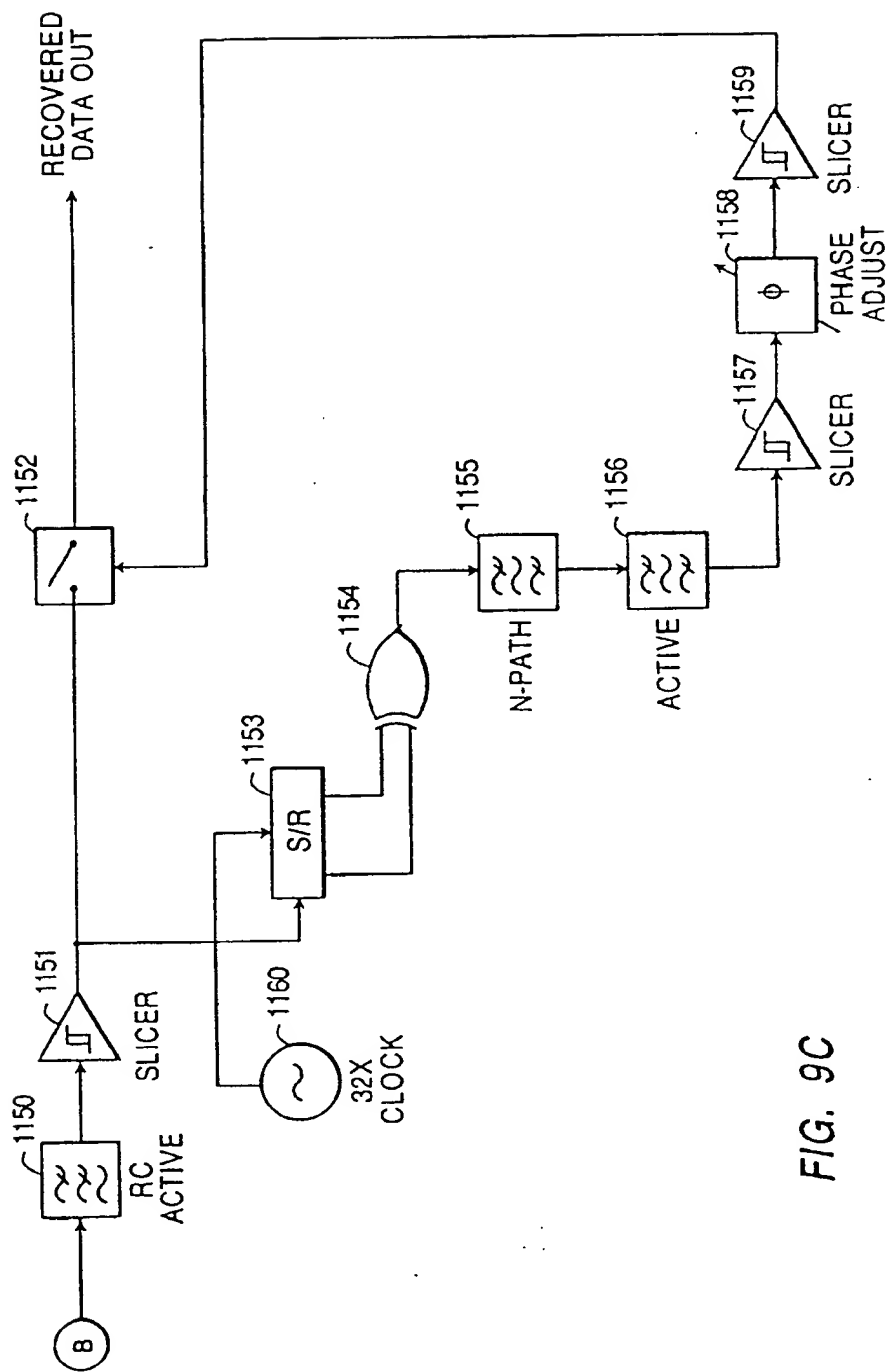 B
1150
RC
ACTIVE
1151
SLICER
1152
RECOVERED
DATA OUT
1160
32X
CLOCK
1153
S/R
1154
1155
N-PATH
1156
ACTIVE
1157
SLICER
1158
ϕ
PHASE
ADJUST
1159
SLICER
FIG. 9C